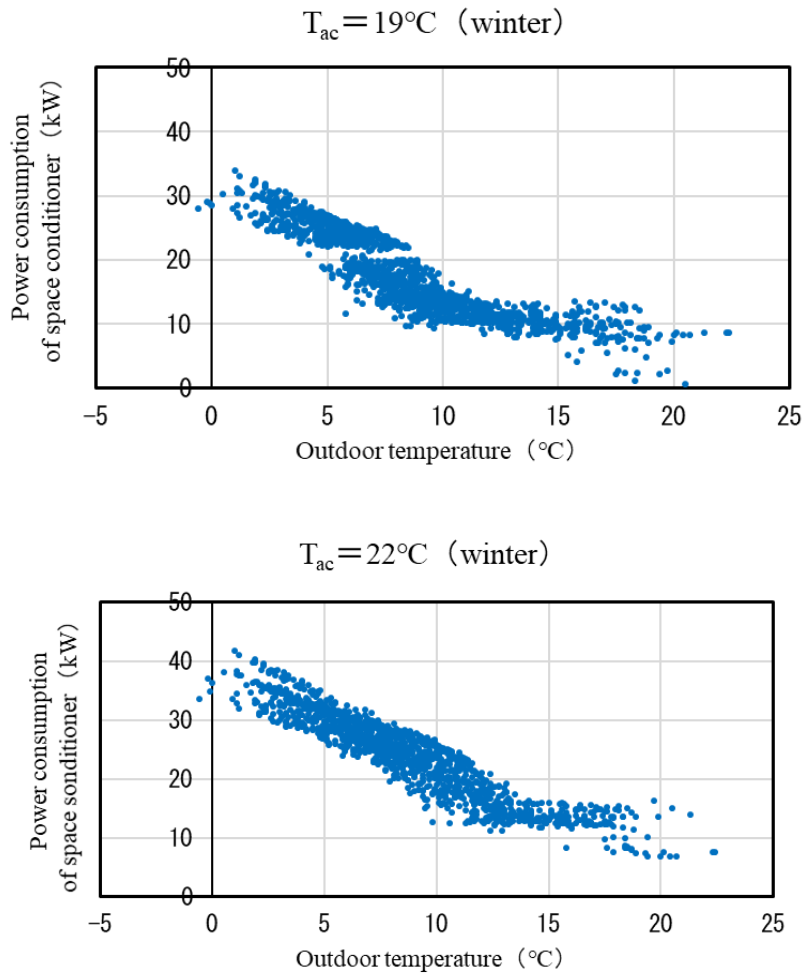 Tac＝19℃（winter）
50
40
30
20
10
0
Power consumption
of space conditioner（kW）
−5 0 5 10 15 20 25
Outdoor temperature（℃）
Tac＝22℃（winter）
50
40
30
20
10
0
Power consumption
of space sonditioner（kW）
−5 0 5 10 15 20 25
Outdoor temperature（℃）